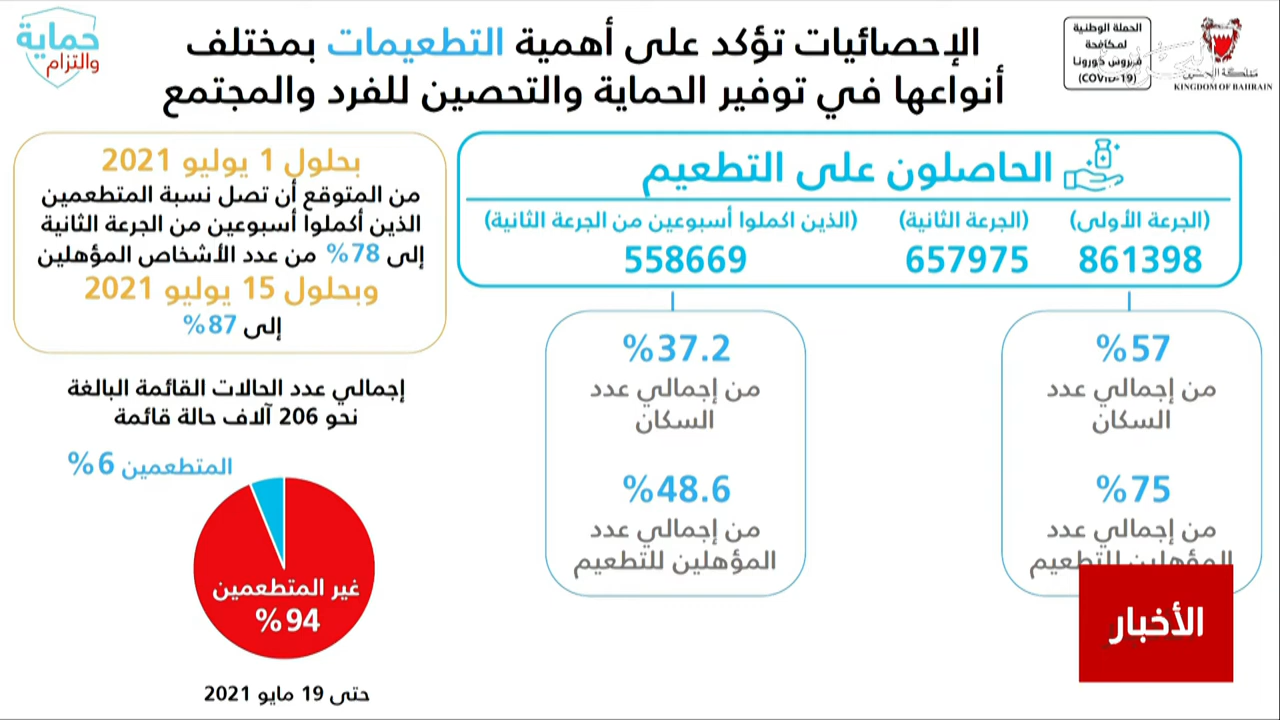 حماية
والتزام
الإحصائيات تؤكد على أهمية التطعيمات بمختلف
أنواعها في توفير الحماية والتحصين للفرد والمجتمع
الحملة الوطنية
لمكافحة
فيروس كورونا
(COVID-19)
مملكة البحرين
KINGDOM OF BAHRAIN
الحاصلون على التطعيم
(الجرعة الأولى)
861398
(الجرعة الثانية)
657975
(الذين اكملوا أسبوعين من الجرعة الثانية)
558669
%57
من إجمالي عدد
السكان
%75
من إجمالي عدد
المؤهلين للتطعيم
%37.2
من إجمالي عدد
السكان
%48.6
من إجمالي عدد
المؤهلين للتطعيم
بحلول 1 يوليو 2021
من المتوقع أن تصل نسبة المتطعمين
الذين أكملوا أسبوعين من الجرعة الثانية
إلى 78% من عدد الأشخاص المؤهلين
وبحلول 15 يوليو 2021
إلى 87%
إجمالي عدد الحالات القائمة البالغة
نحو 206 آلاف حالة قائمة
المتطعمين 6%
غير المتطعمين
%94
حتى 19 مايو 2021
الأخبار